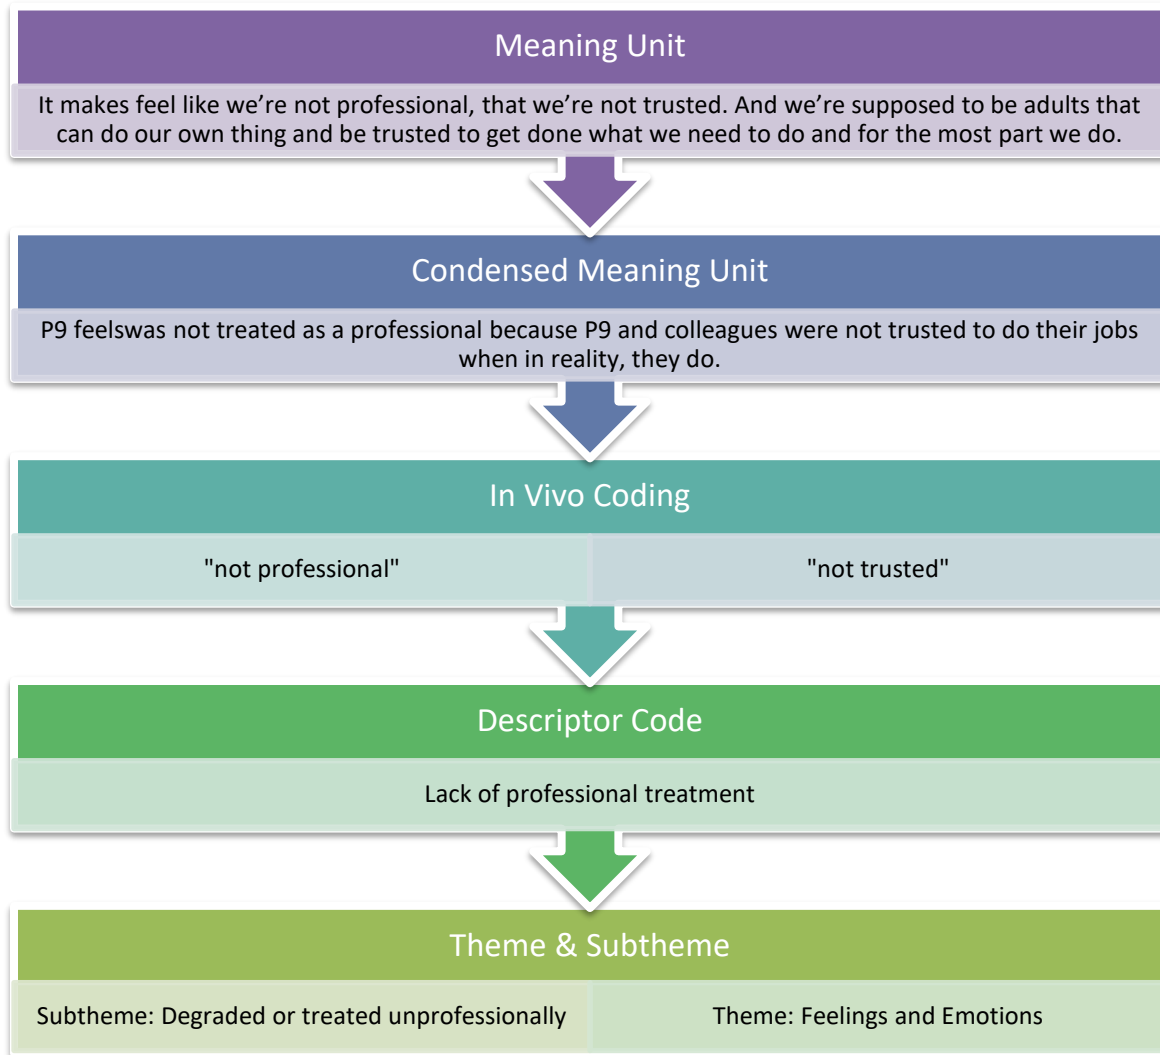 Meaning Unit
It makes feel like we’re not professional, that we’re not trusted. And we’re supposed to be adults that
can do our own thing and be trusted to get done what we need to do and for the most part we do.
Condensed Meaning Unit
P9 feelswas not treated as a professional because P9 and colleagues were not trusted to do their jobs
when in reality, they do.
In Vivo Coding
"not professional"
"not trusted"
Descriptor Code
Lack of professional treatment
Theme & Subtheme
Subtheme: Degraded or treated unprofessionally
Theme: Feelings and Emotions